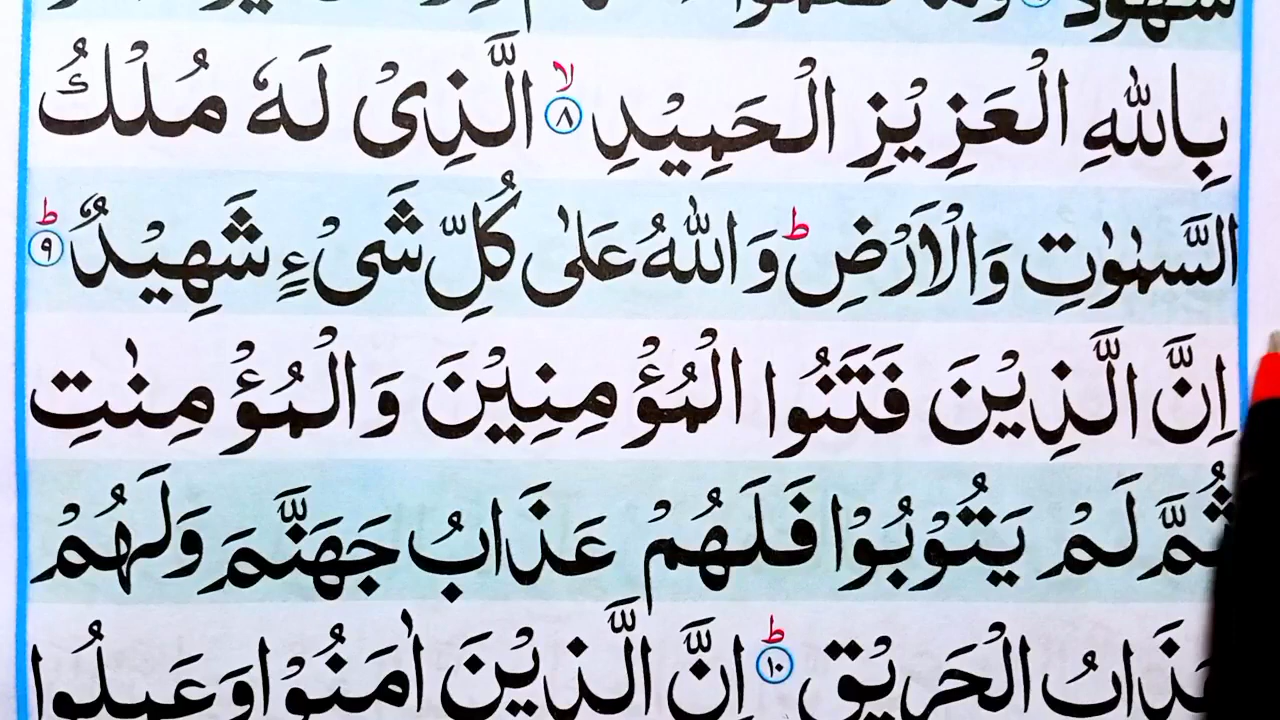 بِاللّٰهِ الْعَزِيْزِ الْحَمِيْدِ ۙ ﴿۸﴾ الَّذِىْ لَهٗ مُلْكُ
السَّمٰوٰتِ وَالْاَرْضِ ؕ وَاللّٰهُ عَلٰى كُلِّ شَىْءٍ شَهِيْدٌ ؕ ﴿۹﴾
اِنَّ الَّذِيْنَ فَتَنُوا الْمُؤْمِنِيْنَ وَالْمُؤْمِنٰتِ
ثُمَّ لَمْ يَتُوْبُوْا فَلَهُمْ عَذَابُ جَهَنَّمَ وَلَهُمْ
عَذَابُ الْحَرِيْقِ ؕ ﴿۱۰﴾ اِنَّ الَّذِيْنَ اٰمَنُوْا وَعَمِلُوا